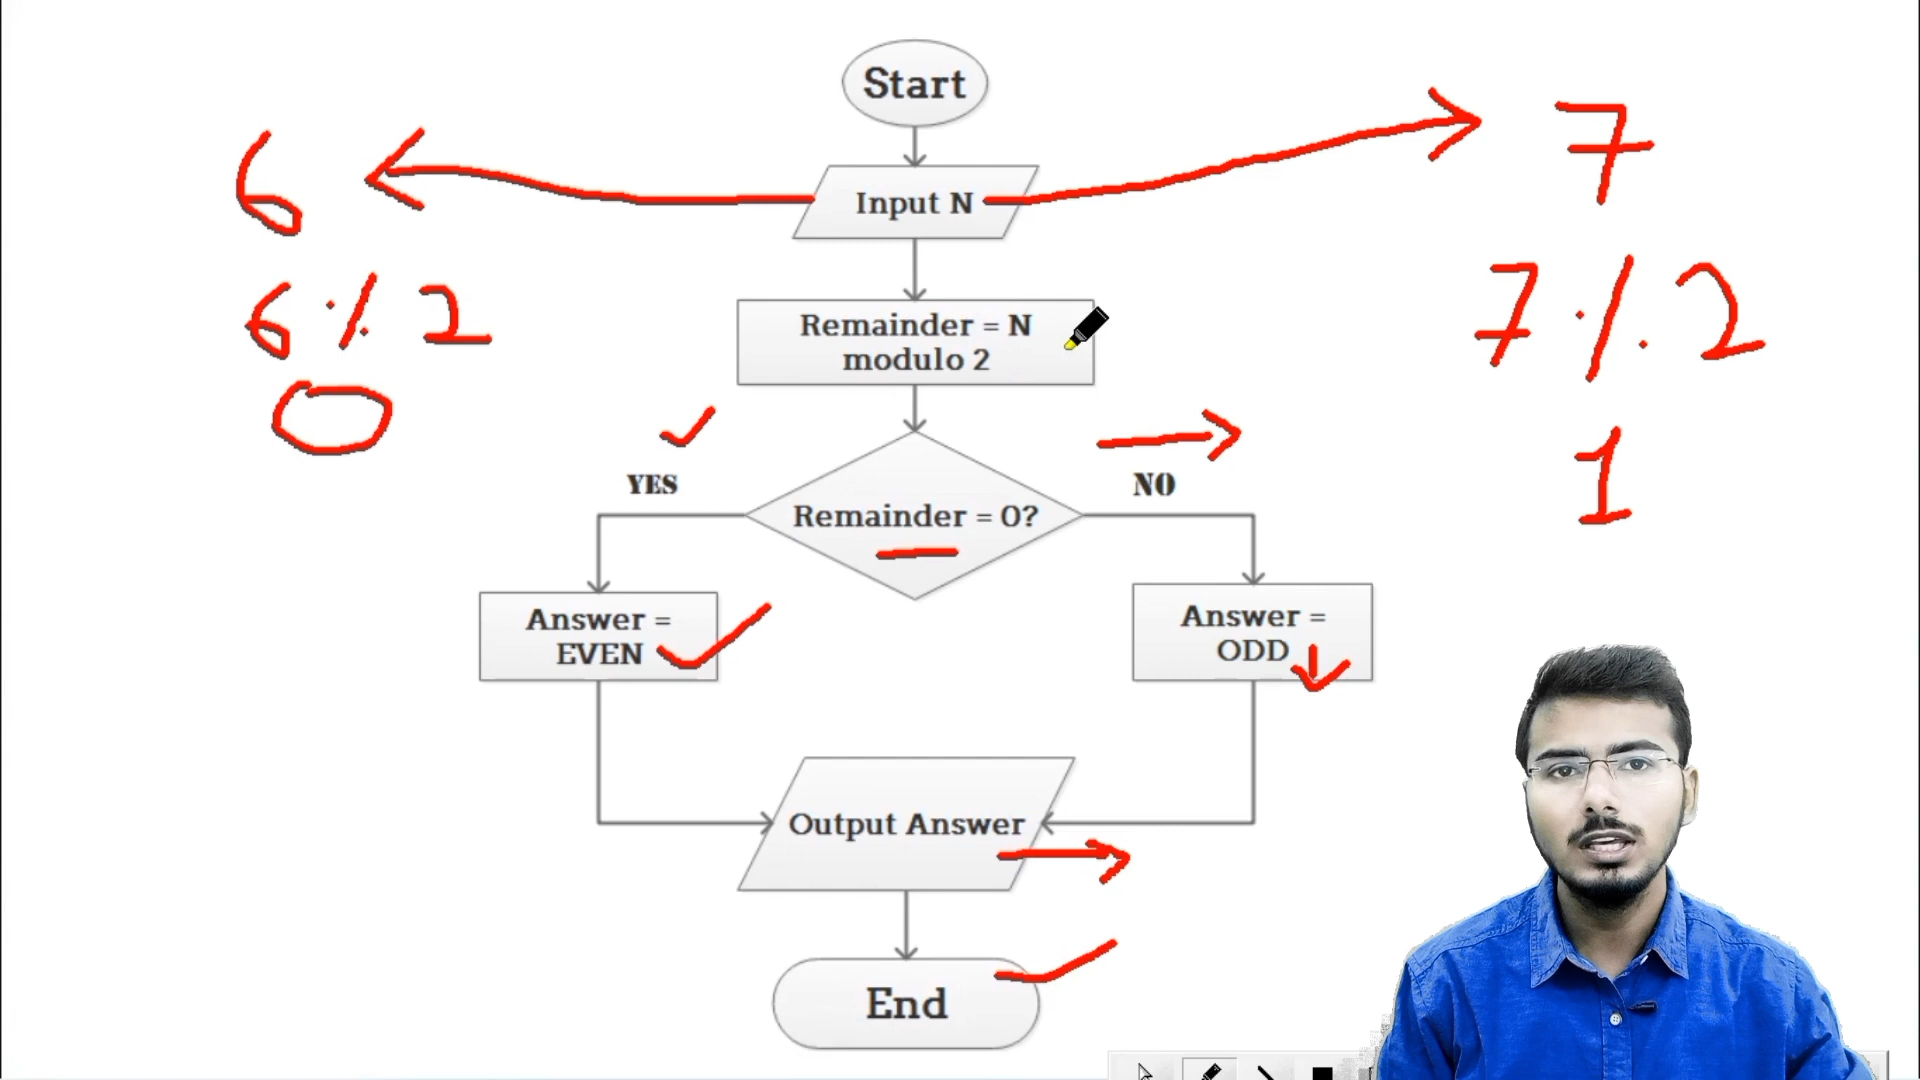 Start
6
7
Input N
6 % 2
Remainder = N
modulo 2
7 % 2
0
1
YES
NO
Remainder = 0?
Answer =
EVEN
Answer =
ODD
Output Answer
End